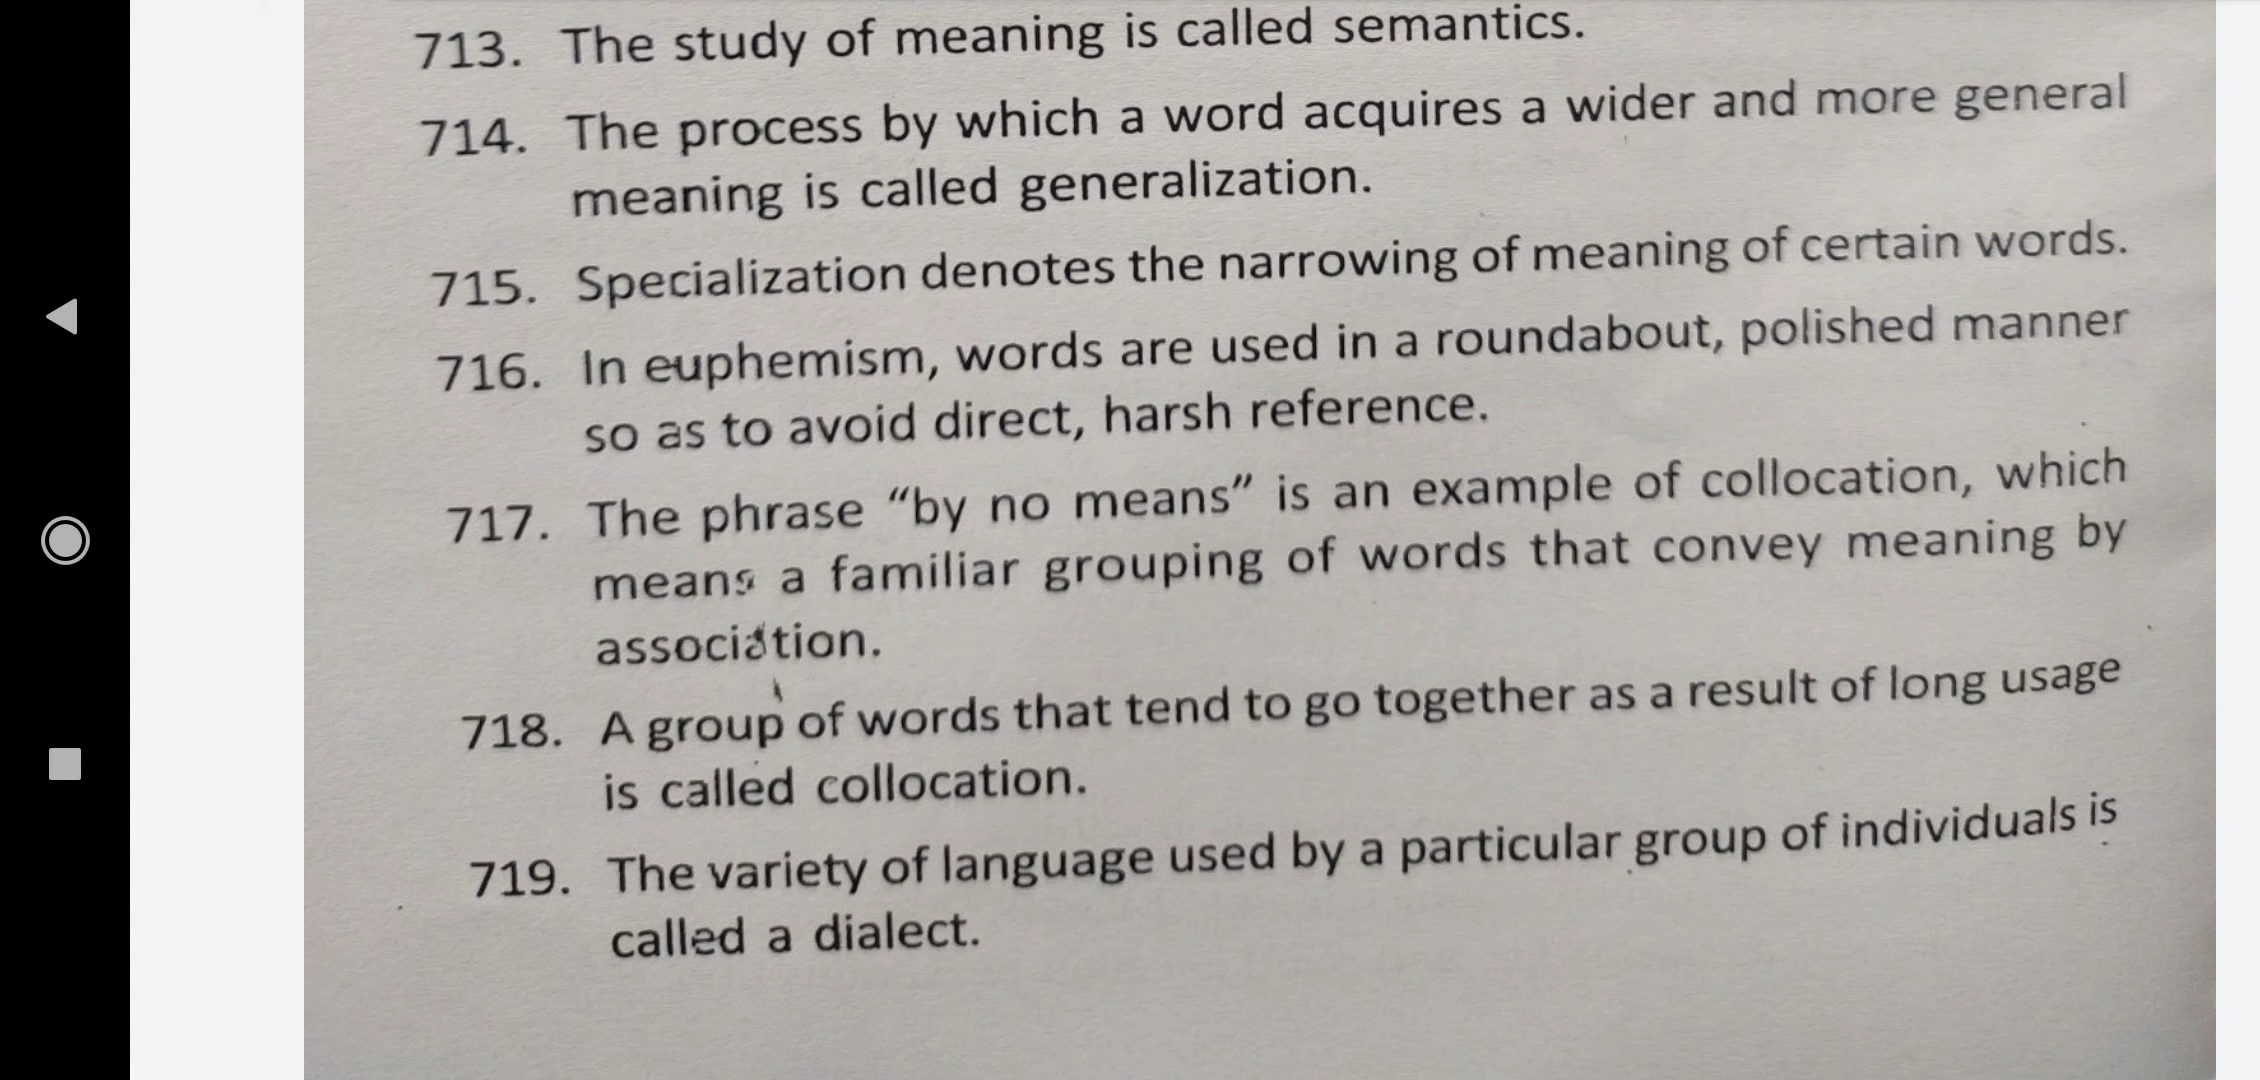 713. The study of meaning is called semantics.
714. The process by which a word acquires a wider and more general
meaning is called generalization.
715. Specialization denotes the narrowing of meaning of certain words.
716. In euphemism, words are used in a roundabout, polished manner
so as to avoid direct, harsh reference.
717. The phrase “by no means” is an example of collocation, which
means a familiar grouping of words that convey meaning by
association.
718. A group of words that tend to go together as a result of long usage
is called collocation.
719. The variety of language used by a particular group of individuals is
called a dialect.